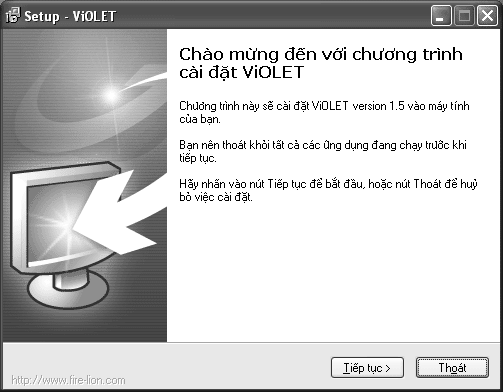 Setup - ViOLET
Chào mừng đến với chương trình
cài đặt ViOLET
Chương trình này sẽ cài đặt ViOLET version 1.5 vào máy tính
của bạn.
Bạn nên thoát khỏi tất cả các ứng dụng đang chạy trước khi
tiếp tục.
Hãy nhấn vào nút Tiếp tục để bắt đầu, hoặc nút Thoát để huỷ
bỏ việc cài đặt.
http://www.fire-lion.com
Tiếp tục >
Thoát